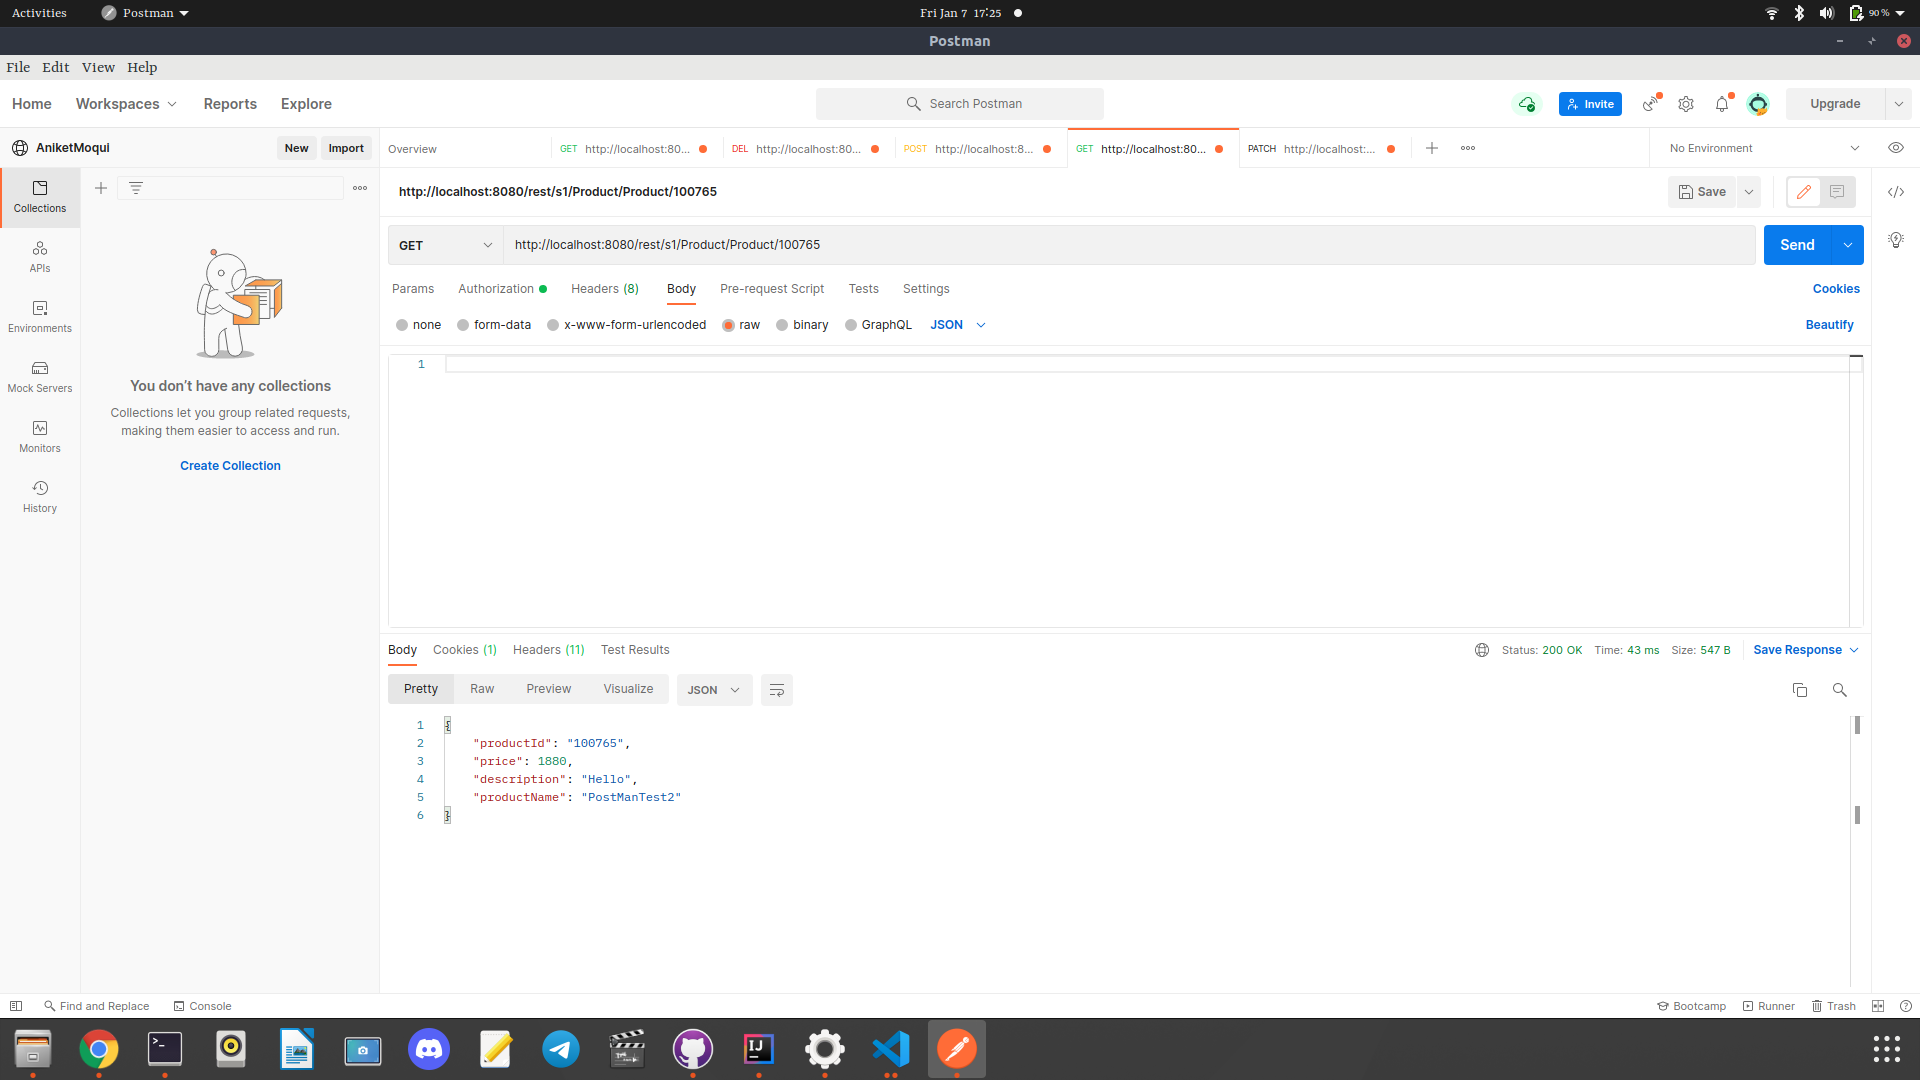 Activities Postman Fri Jan 7 17:25 90 %
Postman
File Edit View Help
Home Workspaces Reports Explore Search Postman Invite Upgrade
AniketMoqui New Import Overview GET http://localhost:80... DEL http://localhost:80... POST http://localhost:8... GET http://localhost:80... PATCH http://localhost:... No Environment
Collections
APIs
Environments
Mock Servers
Monitors
History
You don’t have any collections
Collections let you group related requests,
making them easier to access and run.
Create Collection
http://localhost:8080/rest/s1/Product/Product/100765 Save
GET http://localhost:8080/rest/s1/Product/Product/100765 Send
Params Authorization Headers (8) Body Pre-request Script Tests Settings Cookies
none form-data x-www-form-urlencoded raw binary GraphQL JSON Beautify
1
Body Cookies (1) Headers (11) Test Results Status: 200 OK Time: 43 ms Size: 547 B Save Response
Pretty Raw Preview Visualize JSON
1 {
2 "productId": "100765",
3 "price": 1880,
4 "description": "Hello",
5 "productName": "PostManTest2"
6 }
Find and Replace Console Bootcamp Runner Trash
>_ IJ